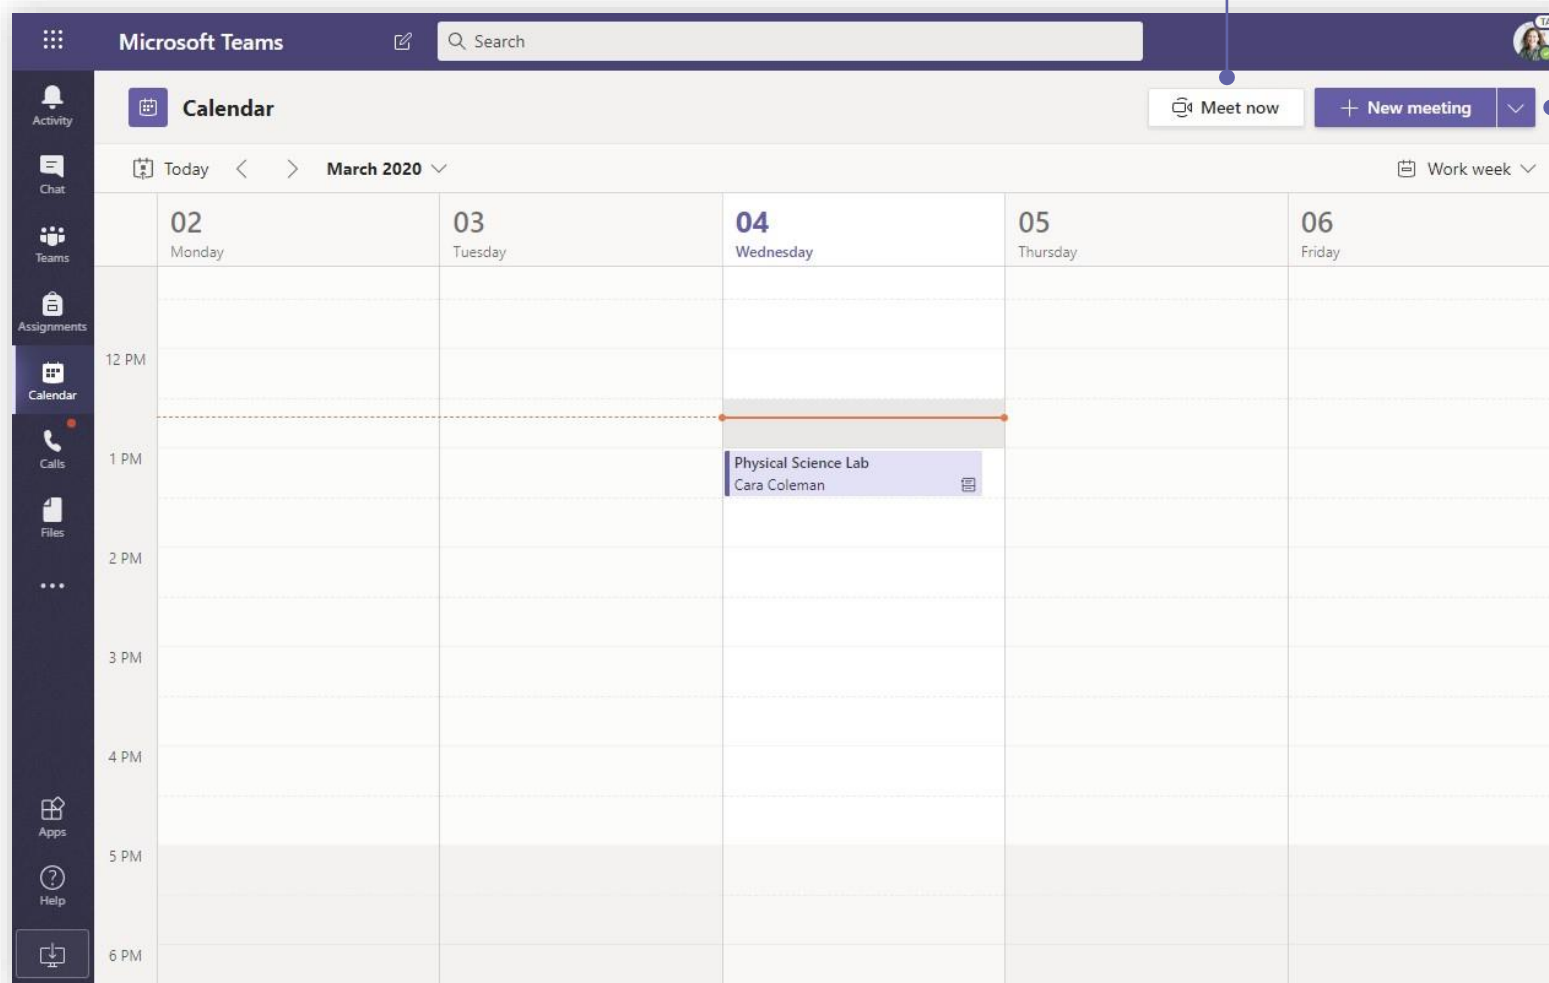 Microsoft Teams
Search
TA
Activity
Chat
Teams
Assignments
Calendar
Calls
Files
Apps
Help
Calendar
Meet now
New meeting
Today
March 2020
Work week
02
Monday
03
Tuesday
04
Wednesday
05
Thursday
06
Friday
12 PM
1 PM
Physical Science Lab
Cara Coleman
2 PM
3 PM
4 PM
5 PM
6 PM